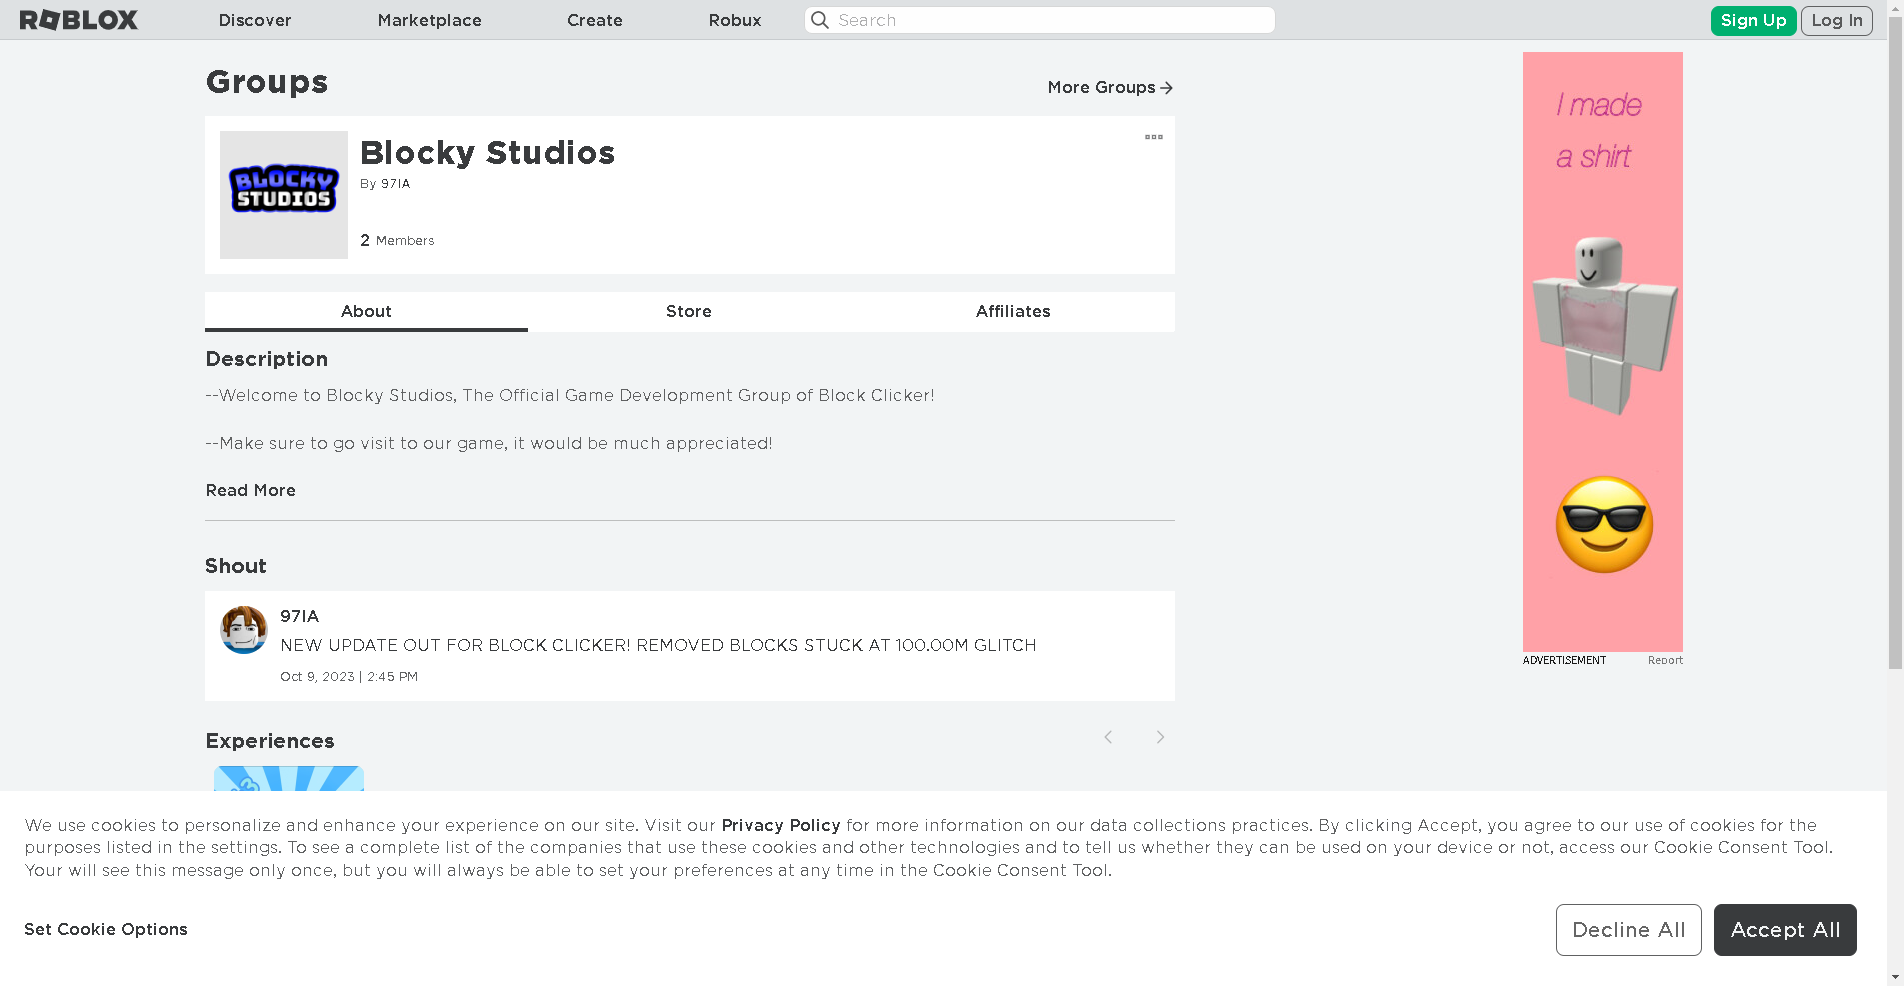 ROBLOX
Discover
Marketplace
Create
Robux
Search
Sign Up
Log In
Groups
More Groups
BLOCKY
STUDIOS
Blocky Studios
By 97IA
2 Members
About
Store
Affiliates
Description
--Welcome to Blocky Studios, The Official Game Development Group of Block Clicker!
--Make sure to go visit to our game, it would be much appreciated!
Read More
Shout
97IA
NEW UPDATE OUT FOR BLOCK CLICKER! REMOVED BLOCKS STUCK AT 100.00M GLITCH
Oct 9, 2023 | 2:45 PM
Experiences
I made
a shirt
ADVERTISEMENT
Report
We use cookies to personalize and enhance your experience on our site. Visit our Privacy Policy for more information on our data collections practices. By clicking Accept, you agree to our use of cookies for the
purposes listed in the settings. To see a complete list of the companies that use these cookies and other technologies and to tell us whether they can be used on your device or not, access our Cookie Consent Tool.
Your will see this message only once, but you will always be able to set your preferences at any time in the Cookie Consent Tool.
Set Cookie Options
Decline All
Accept All